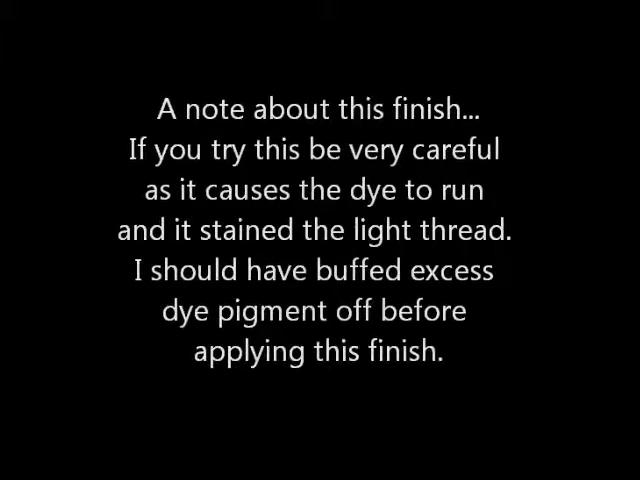 A note about this finish...
If you try this be very careful
as it causes the dye to run
and it stained the light thread.
I should have buffed excess
dye pigment off before
applying this finish.